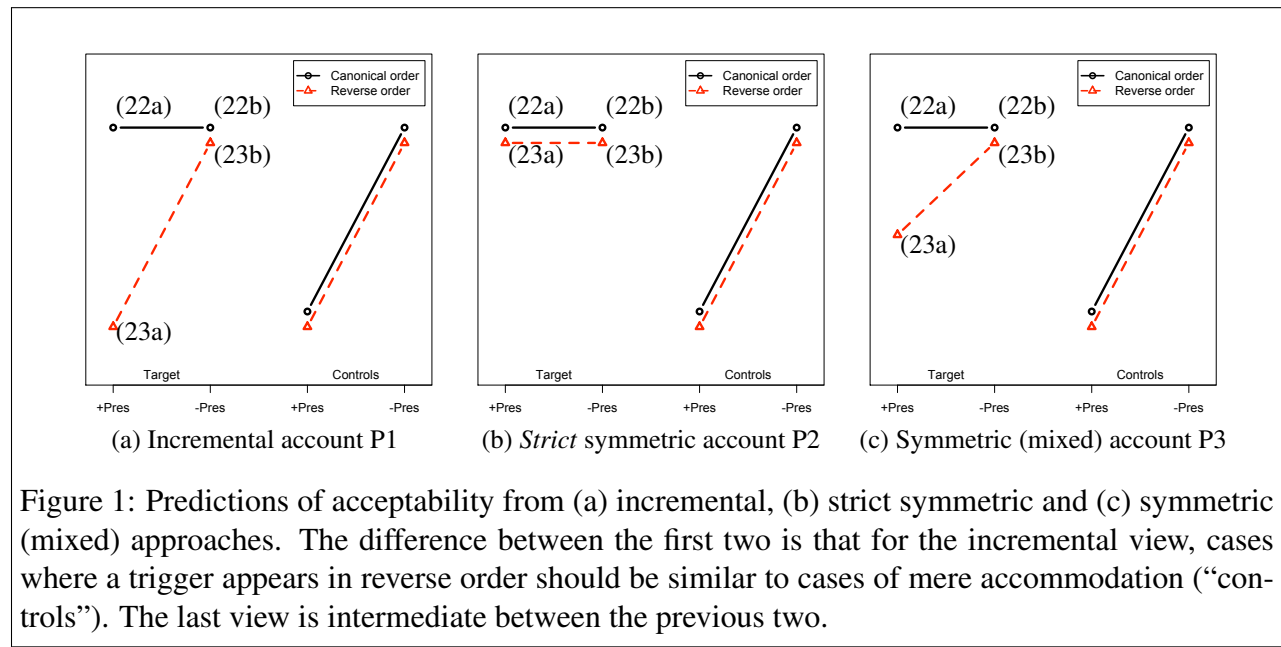 Canonical order
Reverse order
(22a) (22b)
(23b)
(23a)
Target Controls
+Pres -Pres +Pres -Pres
(a) Incremental account P1
Canonical order
Reverse order
(22a) (22b)
(23a) (23b)
Target Controls
+Pres -Pres +Pres -Pres
(b) Strict symmetric account P2
Canonical order
Reverse order
(22a) (22b)
(23b)
(23a)
Target Controls
+Pres -Pres +Pres -Pres
(c) Symmetric (mixed) account P3
Figure 1: Predictions of acceptability from (a) incremental, (b) strict symmetric and (c) symmetric
(mixed) approaches. The difference between the first two is that for the incremental view, cases
where a trigger appears in reverse order should be similar to cases of mere accommodation (“con-
trols”). The last view is intermediate between the previous two.